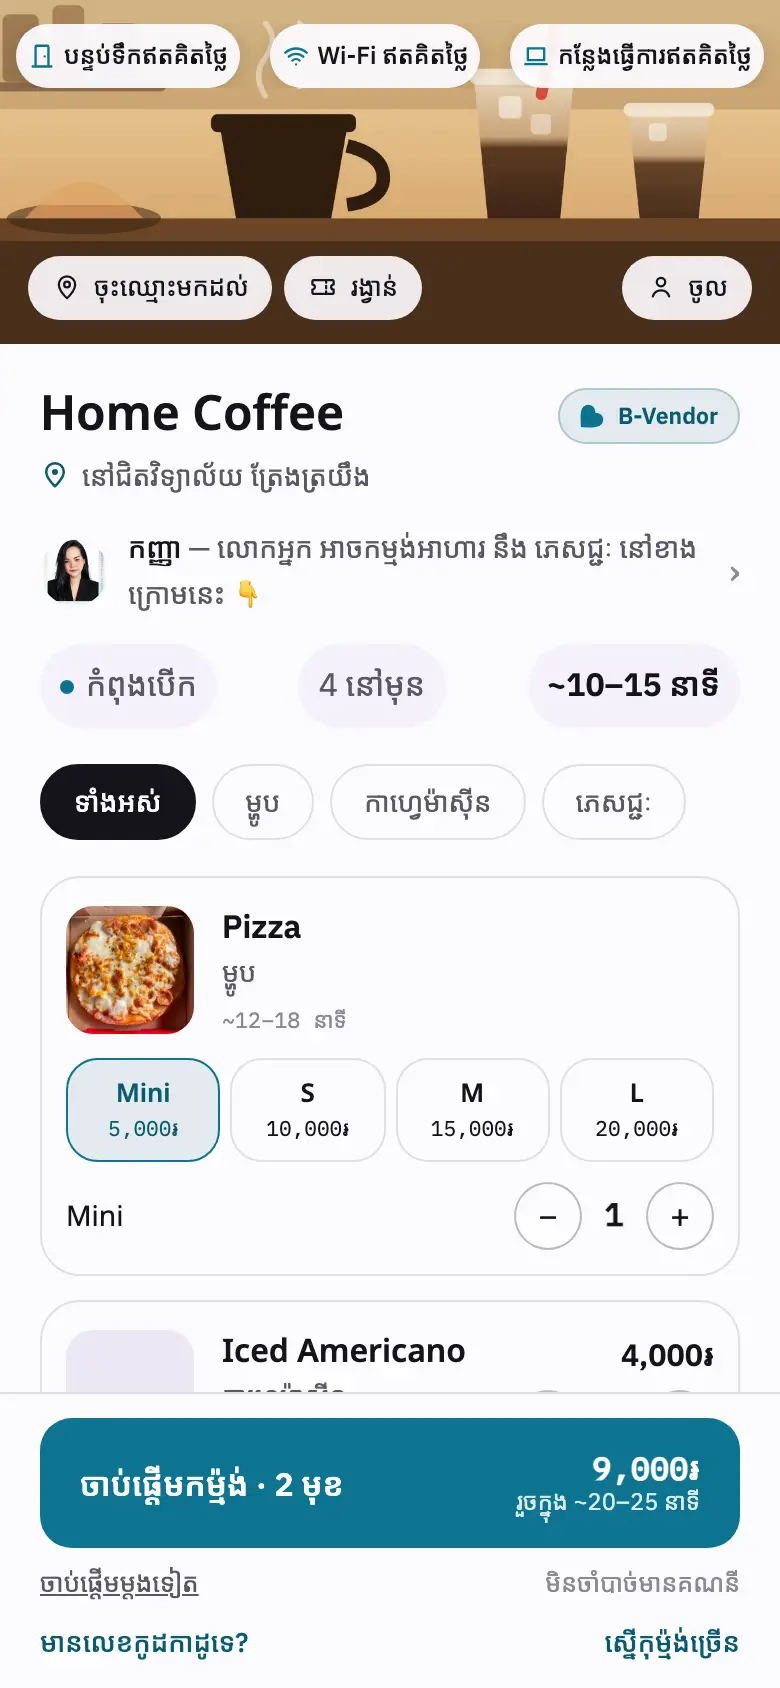 បន្ទប់ទឹកឥតគិតថ្លៃ
Wi-Fi ឥតគិតថ្លៃ
កន្លែងធ្វើការឥតគិតថ្លៃ
ចុះឈ្មោះមកដល់
រង្វាន់
ចូល
Home Coffee
B-Vendor
នៅជិតវិទ្យាល័យ ត្រែងត្រយឹង
កញ្ញា — លោកអ្នក អាចកម្មង់អាហារ នឹង ភេសជ្ជៈ នៅខាង
ក្រោមនេះ 👇
កំពុងបើក
4 នៅមុន
~10–15 នាទី
ទាំងអស់
ម្ហូប
កាហ្វេម៉ាស៊ីន
ភេសជ្ជៈ
Pizza
ម្ហូប
~12–18 នាទី
Mini
5,000៛
S
10,000៛
M
15,000៛
L
20,000៛
Mini
− 1 +
Iced Americano
4,000៛
ចាប់ផ្ដើមកម្ម៉ង់ · 2 មុខ
9,000៛
រួចក្នុង ~20–25 នាទី
ចាប់ផ្ដើមម្ដងទៀត
មិនចាំបាច់មានគណនី
មានលេខកូដកាដូទេ?
ស្នើកុម្ម៉ង់ច្រើន